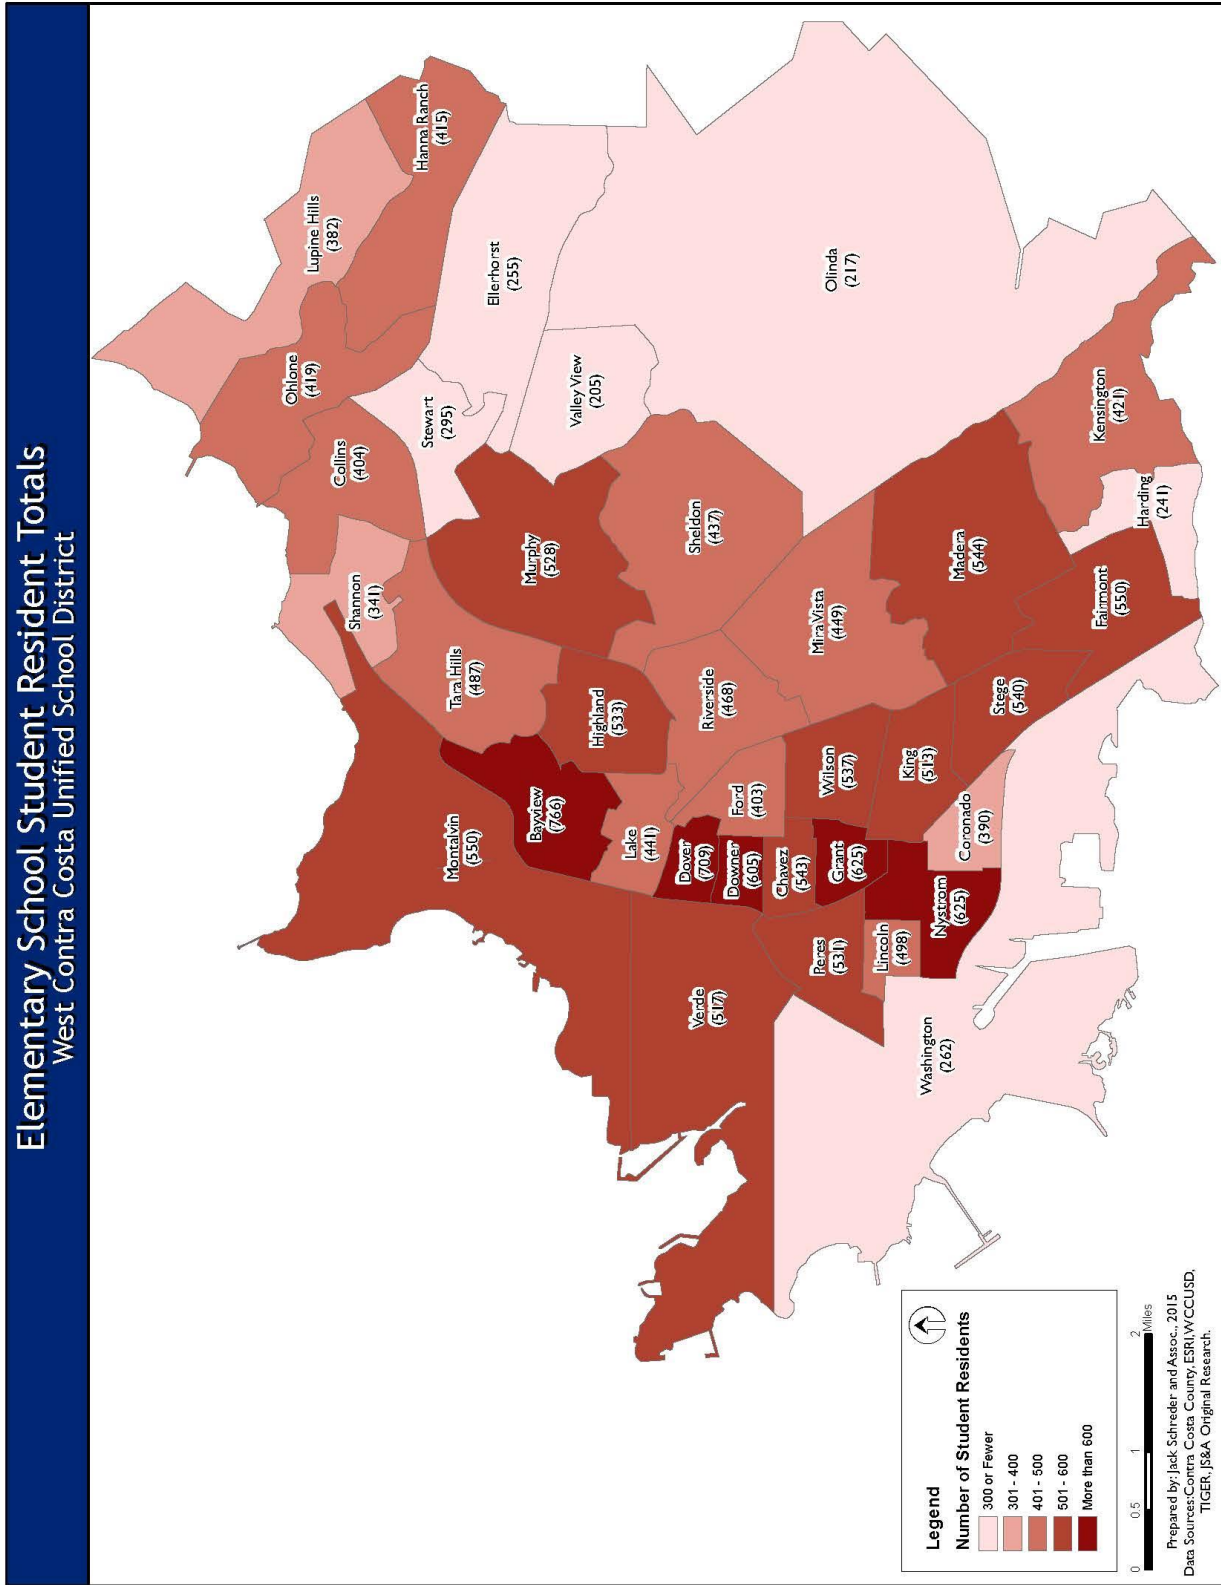 Elementary School Student Resident Totals
West Contra Costa Unified School District
Lupine Hills
(382)
Hanna Ranch
(415)
Ohlone
(419)
Ellerhorst
(255)
Collins
(404)
Stewart
(295)
Valley View
(205)
Olinda
(217)
Shannon
(341)
Murphy
(528)
Sheldon
(437)
Kensington
(421)
Harding
(241)
Tara Hills
(487)
Madera
(544)
Mira Vista
(449)
Fairmont
(550)
Highland
(533)
Riverside
(468)
Stege
(540)
Montalvin
(550)
Bayview
(766)
Lake
(441)
Ford
(403)
Wilson
(537)
King
(513)
Dover
(709)
Downer
(605)
Chavez
(543)
Grant
(625)
Coronado
(390)
Nystrom
(625)
Verde
(517)
Peres
(531)
Lincoln
(498)
Washington
(262)
Legend
Number of Student Residents
300 or Fewer
301 - 400
401 - 500
501 - 600
More than 600
0 0.5 1 2
Miles
Prepared by: Jack Schreder and Assoc., 2015
Data Sources:Contra Costa County, ESRI, WCCUSD,
TIGER, JS&A Original Research.